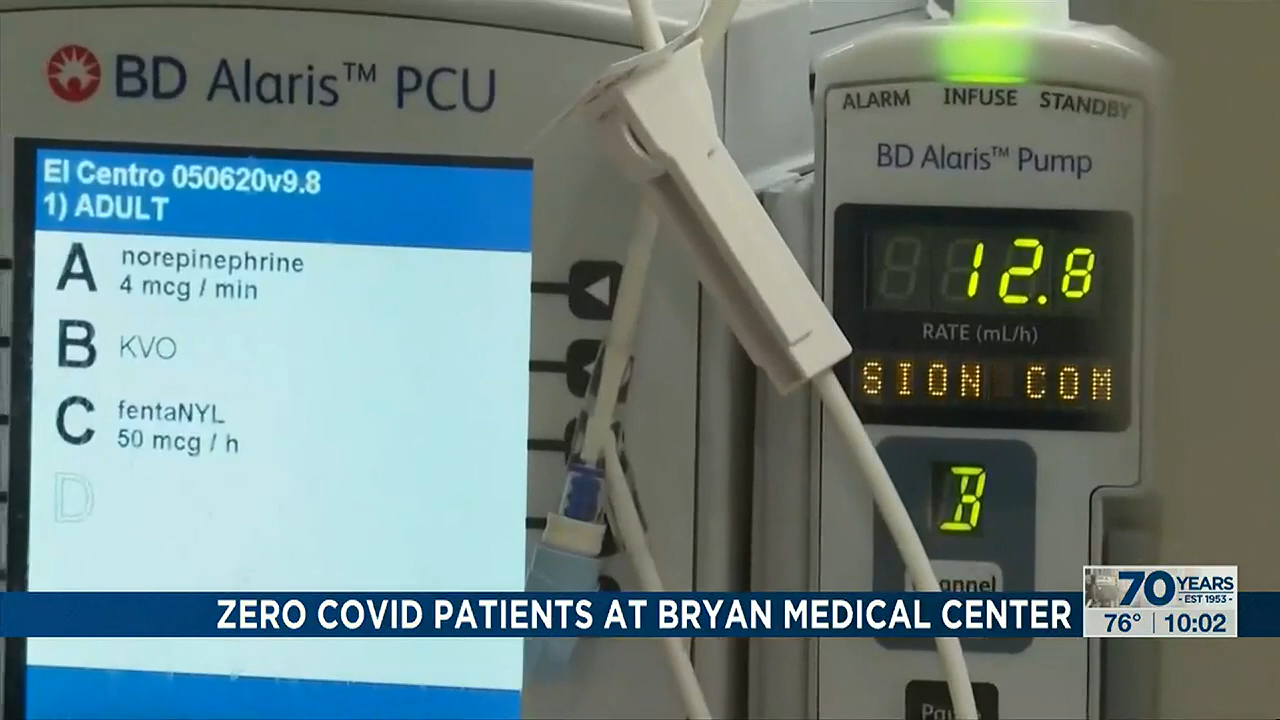 BD Alaris™ PCU
El Centro 050620v9.8
1) ADULT
A norepinephrine
4 mcg / min
B KVO
C fentaNYL
50 mcg / h
D
ALARM INFUSE STANDBY
BD Alaris™ Pump
12.8
RATE (mL/h)
SION COM
B
ZERO COVID PATIENTS AT BRYAN MEDICAL CENTER
70 YEARS
- EST 1953 -
76° | 10:02